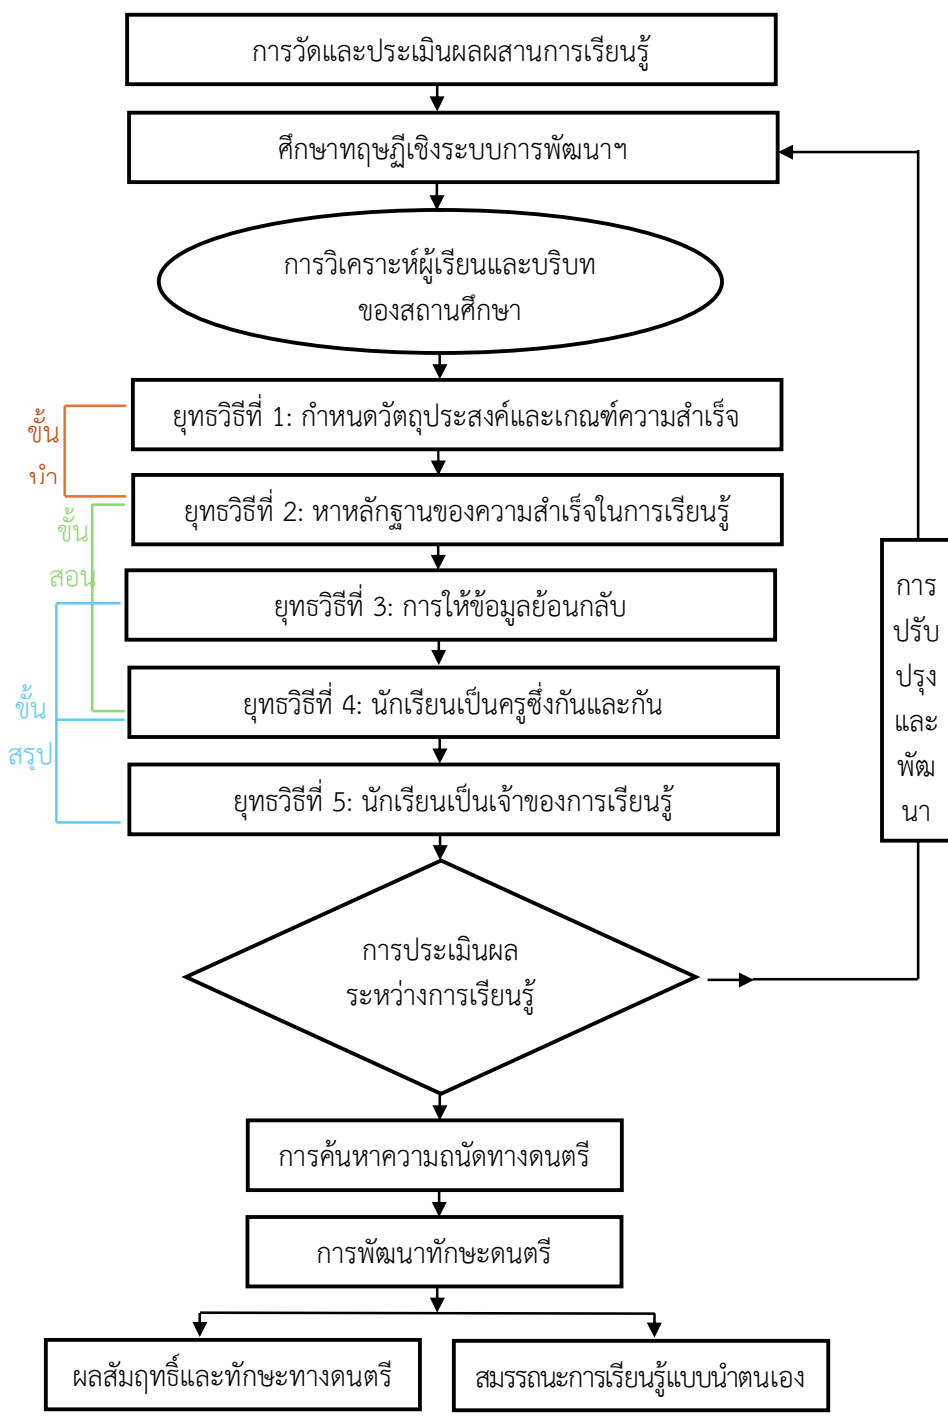 การวัดและประเมินผลผสานการเรียนรู้
ศึกษาทฤษฎีเชิงระบบการพัฒนาฯ
การวิเคราะห์ผู้เรียนและบริบท
ของสถานศึกษา
ยุทธวิธีที่ 1: กำหนดวัตถุประสงค์และเกณฑ์ความสำเร็จ
ขั้น
นำ
ยุทธวิธีที่ 2: หาหลักฐานของความสำเร็จในการเรียนรู้
ขั้น
สอน
ยุทธวิธีที่ 3: การให้ข้อมูลย้อนกลับ
ยุทธวิธีที่ 4: นักเรียนเป็นครูซึ่งกันและกัน
ขั้น
สรุป
ยุทธวิธีที่ 5: นักเรียนเป็นเจ้าของการเรียนรู้
การ
ปรับ
ปรุง
และ
พัฒ
นา
การประเมินผล
ระหว่างการเรียนรู้
การค้นหาความถนัดทางดนตรี
การพัฒนาทักษะดนตรี
ผลสัมฤทธิ์และทักษะทางดนตรี
สมรรถนะการเรียนรู้แบบนำตนเอง